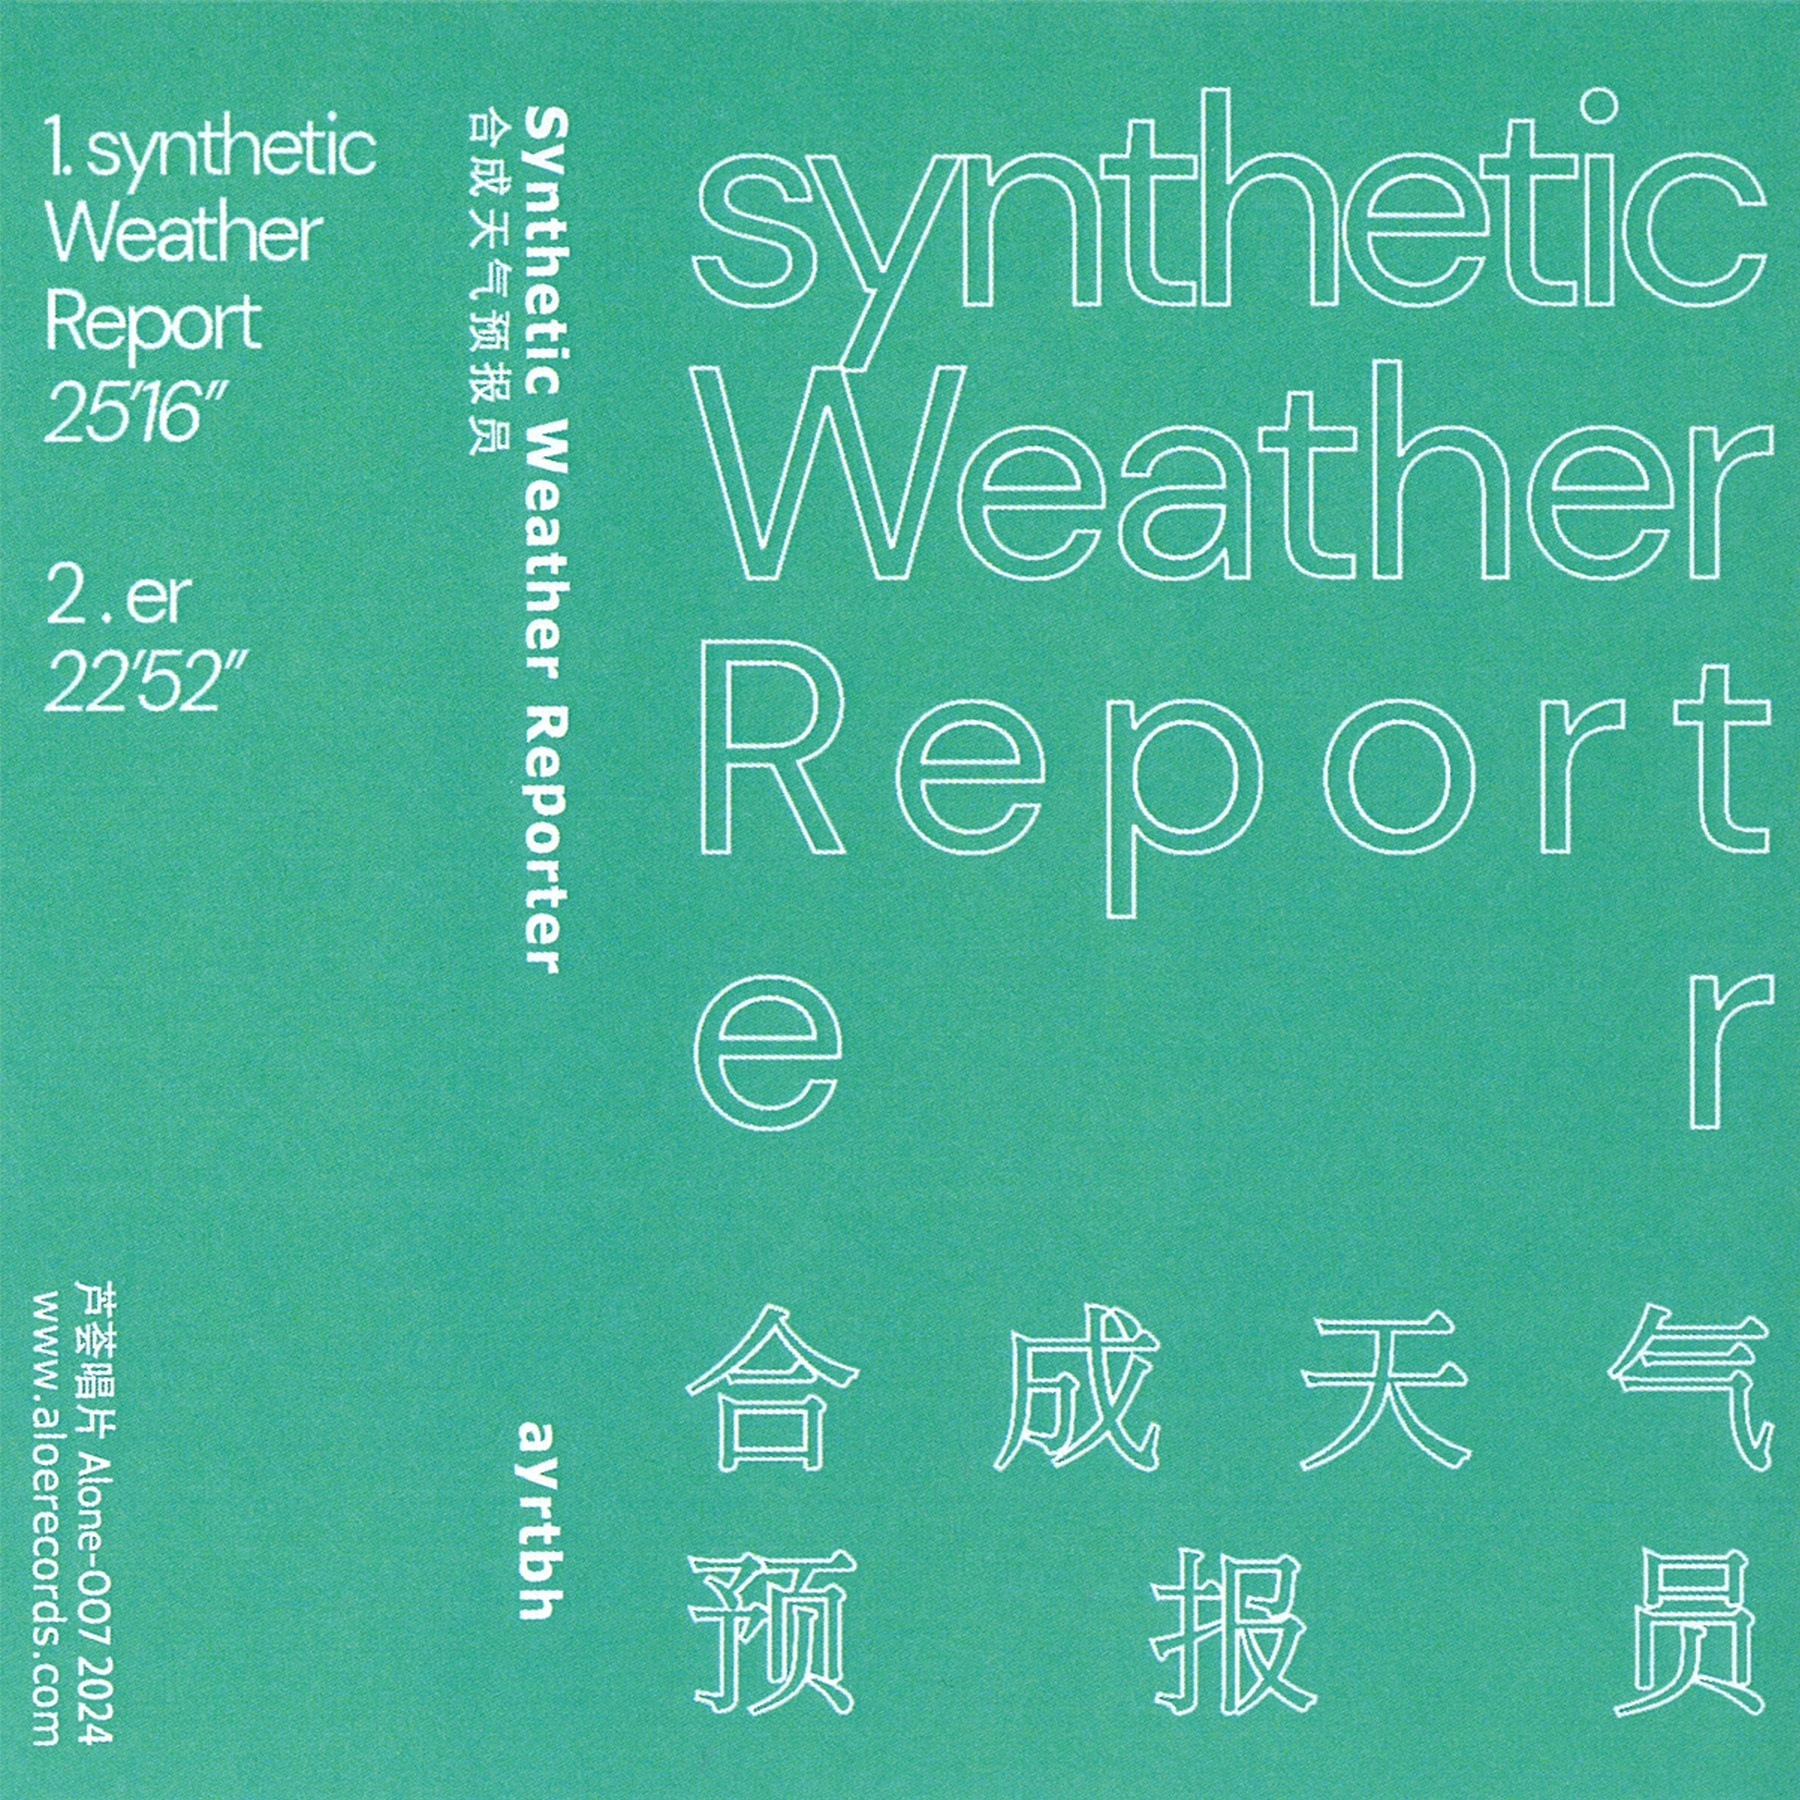 1. synthetic
Weather
Report
25'16"
2 . er
22'52"
芦荟唱片 Alone-007 2024
www.aloerecords.com
Synthetic Weather Reporter
合成天气预报员
ayrtbh
synthetic
Weather
Report
e r
合成天气
预报员